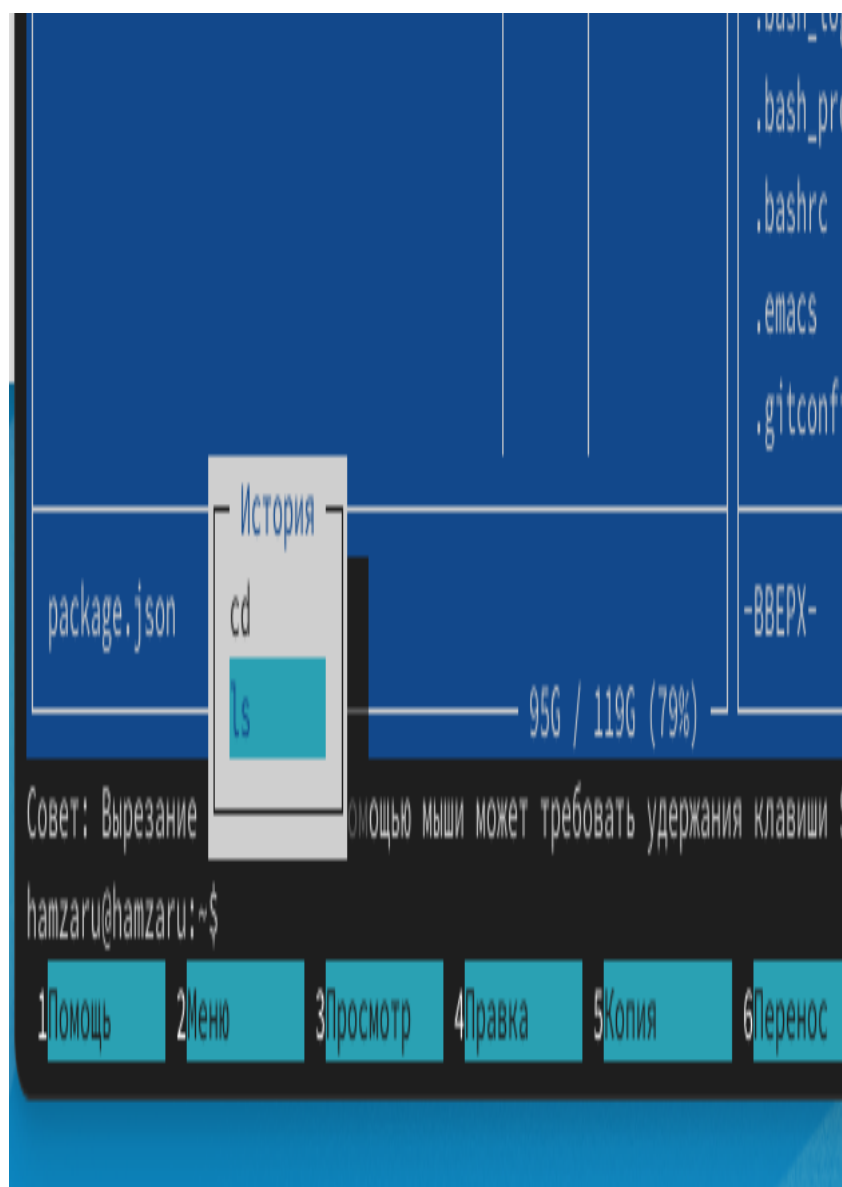 .bash_pr
.bashrc
.emacs
.gitconf
История
cd
ls
package.json
-ВВЕРХ-
95G / 119G (79%)
Совет: Вырезание омощью мыши может требовать удержания клавиши
hamzaru@hamzaru:~$
1Помощь 2Меню 3Просмотр 4Правка 5Копия 6Перенос